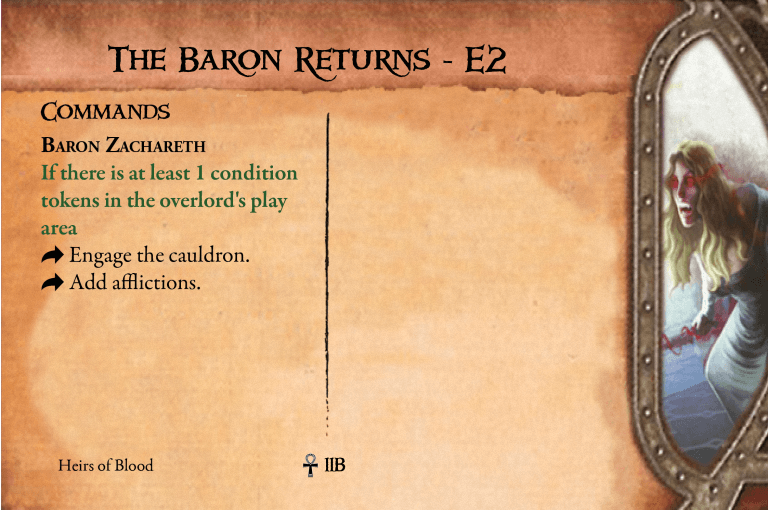 The Baron Returns - E2
Commands
Baron Zachareth
If there is at least 1 condition
tokens in the overlord's play
area
Engage the cauldron.
Add afflictions.
Heirs of Blood
IIB